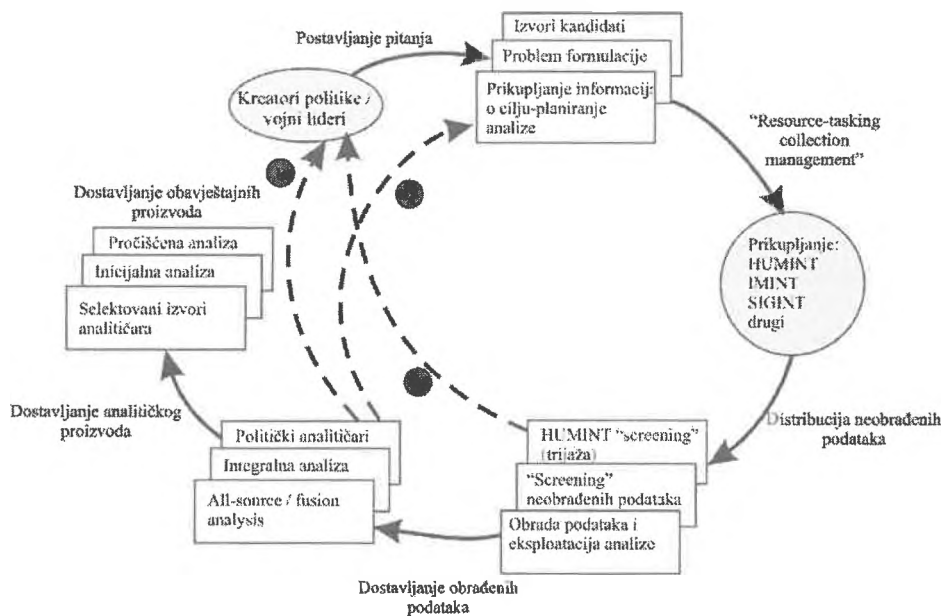 Postavljanje pitanja
Izvori kandidati
Problem formulacije
Prikupljanje informacij
o cilju-planiranje
analize
Kreatori politike /
vojni lideri
“Resource-tasking
collection
management”
Prikupljanje:
HUMINT
IMINT
SIGINT
drugi
Distribucija neobrađenih
podataka
HUMINT “screening”
(trijaža)
“Screening”
neobrađenih podataka
Obrada podataka i
eksploatacija analize
Dostavljanje obrađenih
podataka
Politički analitičari
Integralna analiza
All-source / fusion
analysis
Dostavljanje analitičkog
proizvoda
Dostavljanje obavještajnih
proizvoda
Pročišćena analiza
Inicijalna analiza
Selektovani izvori
analitičara